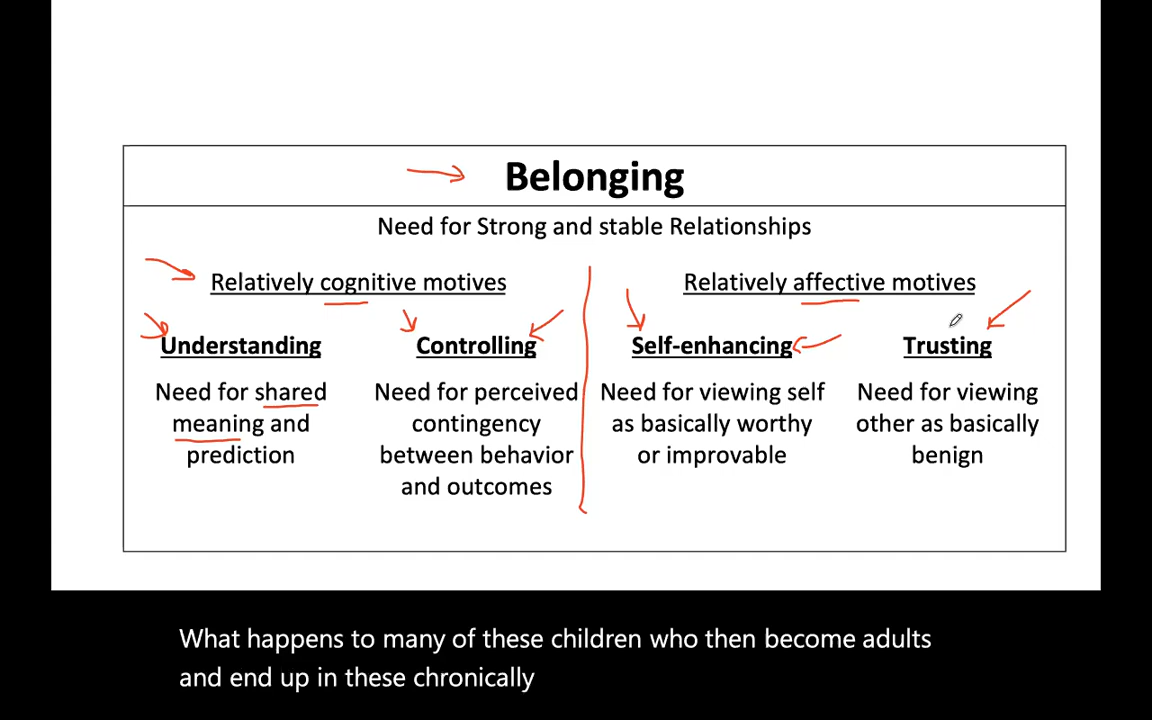 Belonging
Need for Strong and stable Relationships
Relatively cognitive motives
Relatively affective motives
Understanding
Controlling
Self-enhancing
Trusting
Need for shared
meaning and
prediction
Need for perceived
contingency
between behavior
and outcomes
Need for viewing self
as basically worthy
or improvable
Need for viewing
other as basically
benign
What happens to many of these children who then become adults
and end up in these chronically